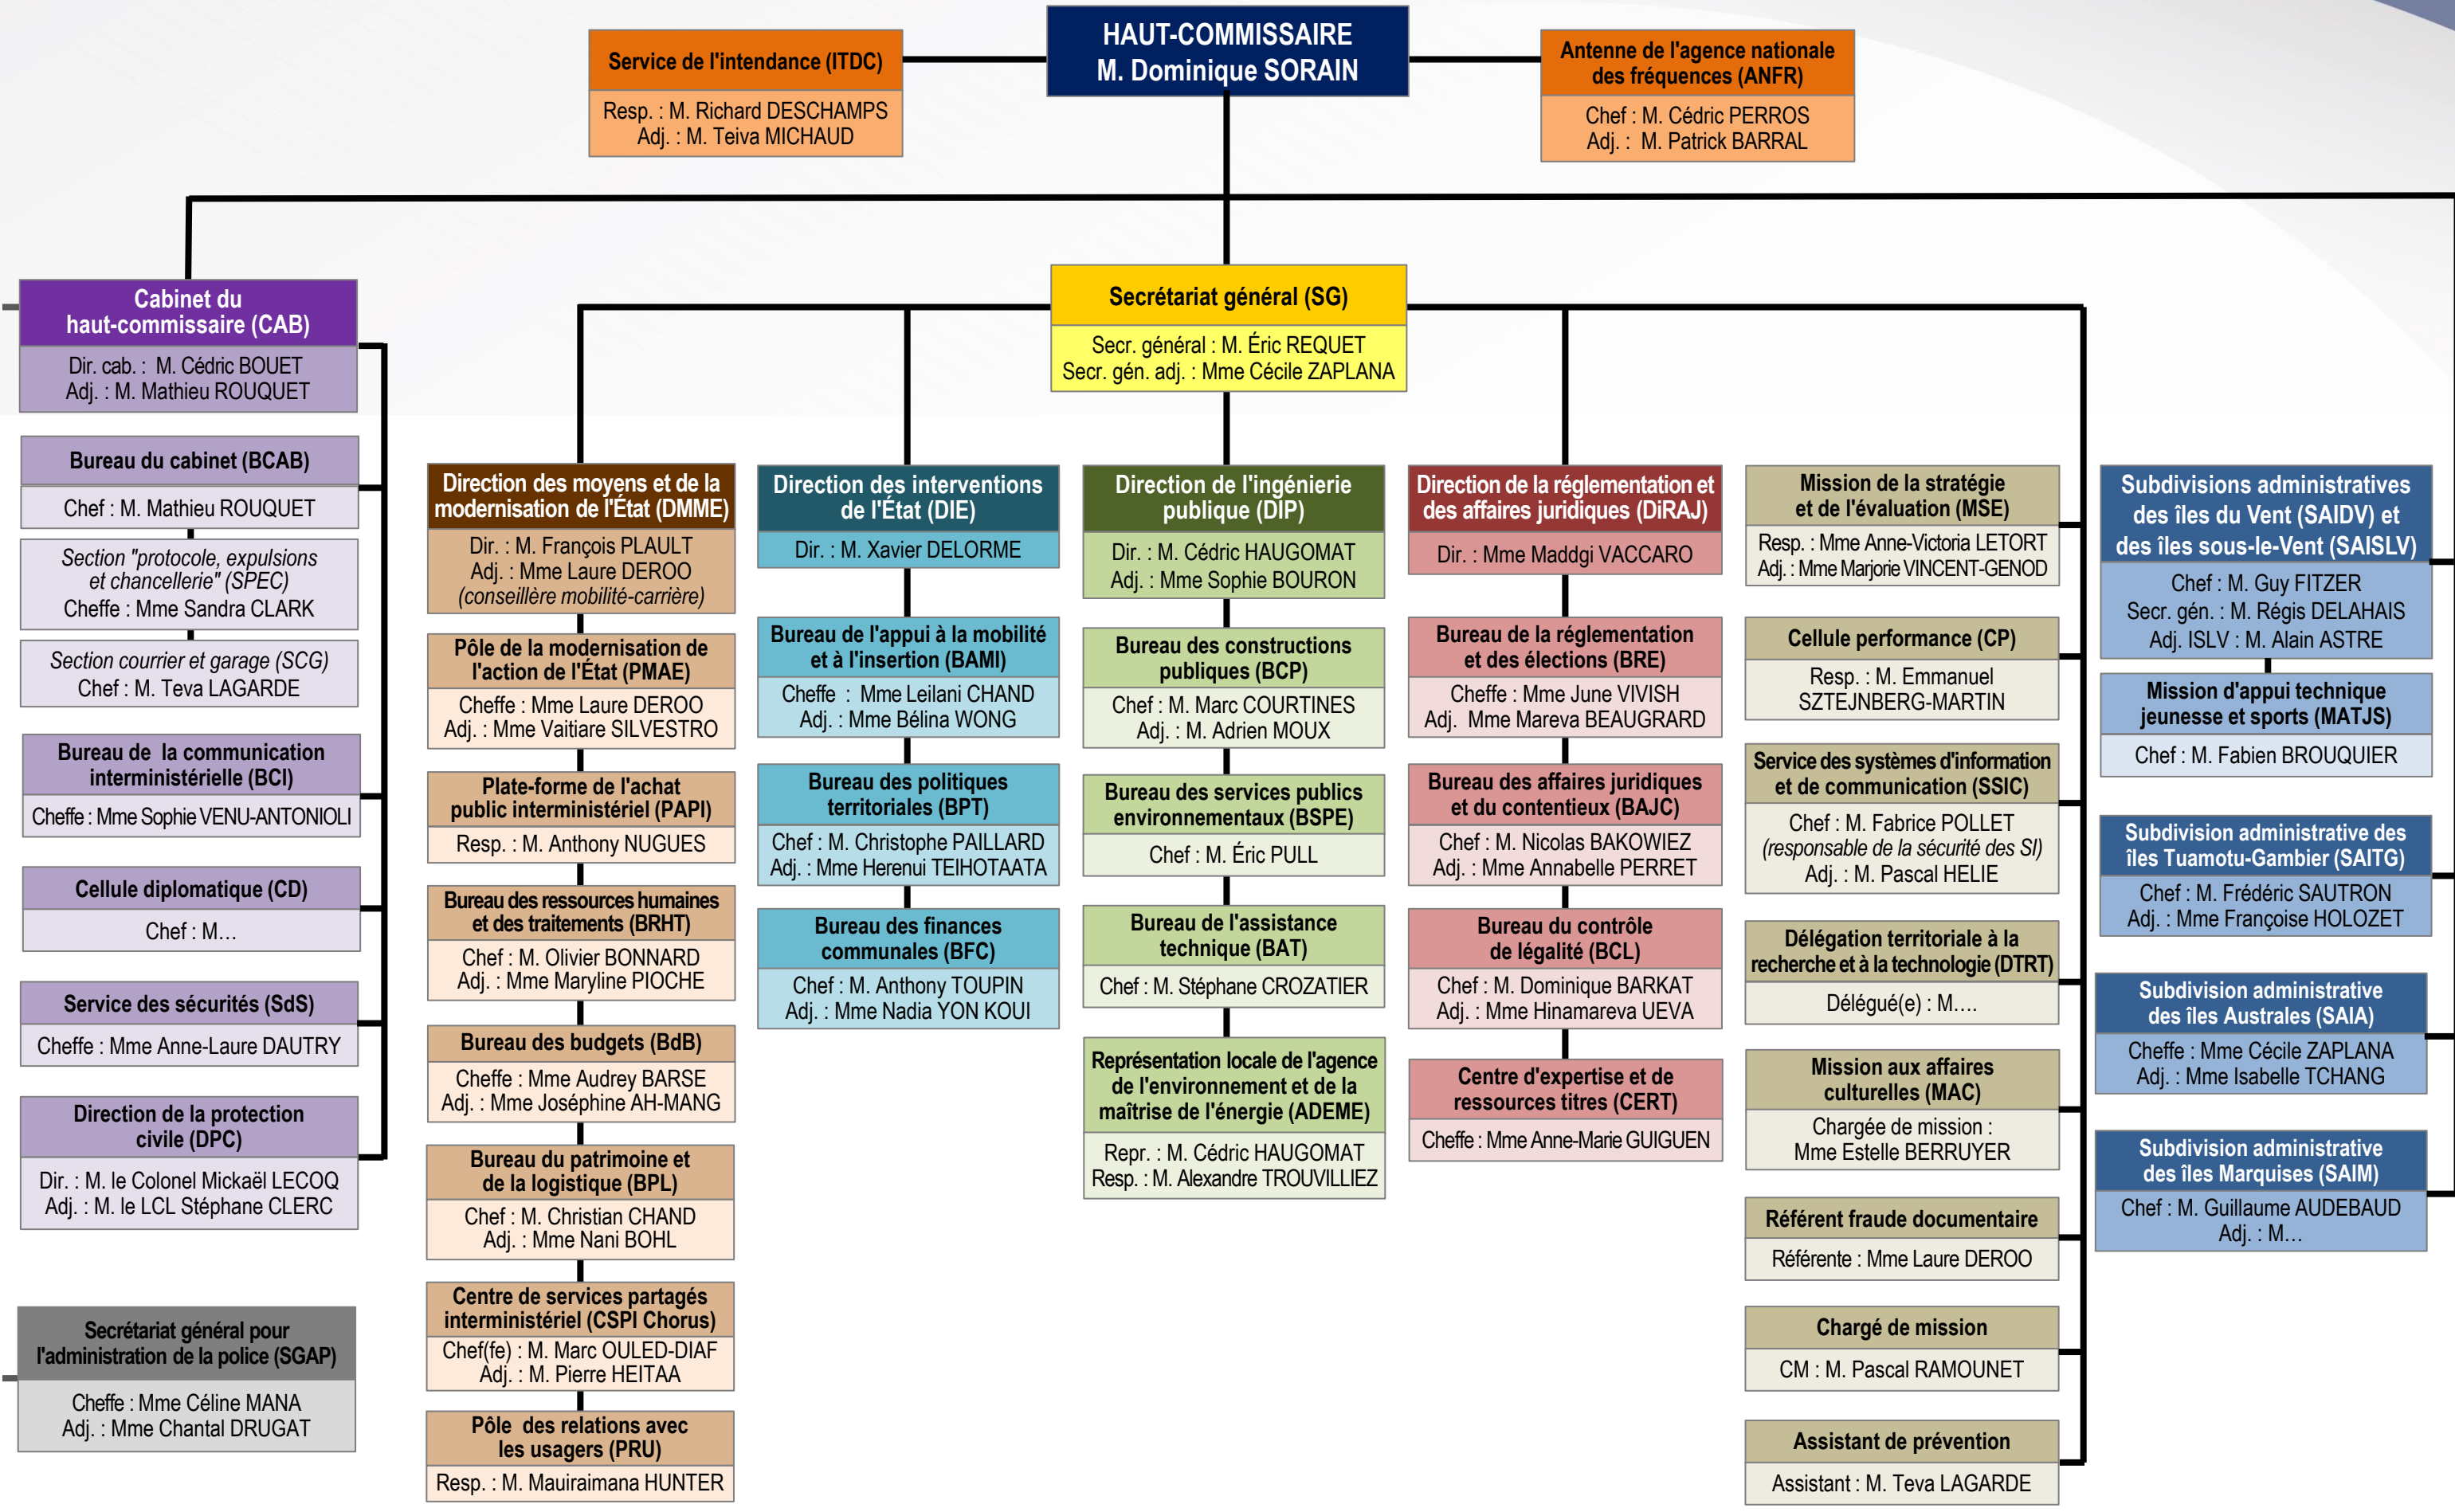 HAUT-COMMISSAIRE
M. Dominique SORAIN
Service de l'intendance (ITDC)
Resp. : M. Richard DESCHAMPS
Adj. : M. Teiva MICHAUD
Antenne de l'agence nationale
des fréquences (ANFR)
Chef : M. Cédric PERROS
Adj. : M. Patrick BARRAL
Cabinet du
haut-commissaire (CAB)
Dir. cab. : M. Cédric BOUET
Adj. : M. Mathieu ROUQUET
Bureau du cabinet (BCAB)
Chef : M. Mathieu ROUQUET
Section "protocole, expulsions
et chancellerie" (SPEC)
Cheffe : Mme Sandra CLARK
Section courrier et garage (SCG)
Chef : M. Teva LAGARDE
Bureau de la communication
interministérielle (BCI)
Cheffe : Mme Sophie VENU-ANTONIOLI
Cellule diplomatique (CD)
Chef : M...
Service des sécurités (SdS)
Cheffe : Mme Anne-Laure DAUTRY
Direction de la protection
civile (DPC)
Dir. : M. le Colonel Mickaël LECOQ
Adj. : M. le LCL Stéphane CLERC
Secrétariat général pour
l'administration de la police (SGAP)
Cheffe : Mme Céline MANA
Adj. : Mme Chantal DRUGAT
Secrétariat général (SG)
Secr. général : M. Éric REQUET
Secr. gén. adj. : Mme Cécile ZAPLANA
Direction des moyens et de la
modernisation de l'État (DMME)
Dir. : M. François PLAULT
Adj. : Mme Laure DEROO
(conseillère mobilité-carrière)
Pôle de la modernisation de
l'action de l'État (PMAE)
Cheffe : Mme Laure DEROO
Adj. : Mme Vaitiare SILVESTRO
Plate-forme de l'achat
public interministériel (PAPI)
Resp. : M. Anthony NUGUES
Bureau des ressources humaines
et des traitements (BRHT)
Chef : M. Olivier BONNARD
Adj. : Mme Maryline PIOCHE
Bureau des budgets (BdB)
Cheffe : Mme Audrey BARSE
Adj. : Mme Joséphine AH-MANG
Bureau du patrimoine et
de la logistique (BPL)
Chef : M. Christian CHAND
Adj. : Mme Nani BOHL
Centre de services partagés
interministériel (CSPI Chorus)
Chef(fe) : M. Marc OULED-DIAF
Adj. : M. Pierre HEITAA
Pôle des relations avec
les usagers (PRU)
Resp. : M. Mauiraimana HUNTER
Direction des interventions
de l'État (DIE)
Dir. : M. Xavier DELORME
Bureau de l'appui à la mobilité
et à l'insertion (BAMI)
Cheffe : Mme Leilani CHAND
Adj. : Mme Bélina WONG
Bureau des politiques
territoriales (BPT)
Chef : M. Christophe PAILLARD
Adj. : Mme Herenui TEIHOTAATA
Bureau des finances
communales (BFC)
Chef : M. Anthony TOUPIN
Adj. : Mme Nadia YON KOUI
Direction de l'ingénierie
publique (DIP)
Dir. : M. Cédric HAUGOMAT
Adj. : Mme Sophie BOURON
Bureau des constructions
publiques (BCP)
Chef : M. Marc COURTINES
Adj. : M. Adrien MOUX
Bureau des services publics
environnementaux (BSPE)
Chef : M. Éric PULL
Bureau de l'assistance
technique (BAT)
Chef : M. Stéphane CROZATIER
Représentation locale de l'agence
de l'environnement et de la
maîtrise de l'énergie (ADEME)
Repr. : M. Cédric HAUGOMAT
Resp. : M. Alexandre TROUVILLIEZ
Direction de la réglementation et
des affaires juridiques (DiRAJ)
Dir. : Mme Maddgi VACCARO
Bureau de la réglementation
et des élections (BRE)
Cheffe : Mme June VIVISH
Adj. Mme Mareva BEAUGRARD
Bureau des affaires juridiques
et du contentieux (BAJC)
Chef : M. Nicolas BAKOWIEZ
Adj. : Mme Annabelle PERRET
Bureau du contrôle
de légalité (BCL)
Chef : M. Dominique BARKAT
Adj. : Mme Hinamareva UEVA
Centre d'expertise et de
ressources titres (CERT)
Cheffe : Mme Anne-Marie GUIGUEN
Mission de la stratégie
et de l'évaluation (MSE)
Resp. : Mme Anne-Victoria LETORT
Adj. : Mme Marjorie VINCENT-GENOD
Cellule performance (CP)
Resp. : M. Emmanuel
SZTEJNBERG-MARTIN
Service des systèmes d'information
et de communication (SSIC)
Chef : M. Fabrice POLLET
(responsable de la sécurité des SI)
Adj. : M. Pascal HELIE
Délégation territoriale à la
recherche et à la technologie (DTRT)
Délégué(e) : M....
Mission aux affaires
culturelles (MAC)
Chargée de mission :
Mme Estelle BERRUYER
Référent fraude documentaire
Référente : Mme Laure DEROO
Chargé de mission
CM : M. Pascal RAMOUNET
Assistant de prévention
Assistant : M. Teva LAGARDE
Subdivisions administratives
des îles du Vent (SAIDV) et
des îles sous-le-Vent (SAISLV)
Chef : M. Guy FITZER
Secr. gén. : M. Régis DELAHAIS
Adj. ISLV : M. Alain ASTRE
Mission d'appui technique
jeunesse et sports (MATJS)
Chef : M. Fabien BROUQUIER
Subdivision administrative des
îles Tuamotu-Gambier (SAITG)
Chef : M. Frédéric SAUTRON
Adj. : Mme Françoise HOLOZET
Subdivision administrative
des îles Australes (SAIA)
Cheffe : Mme Cécile ZAPLANA
Adj. : Mme Isabelle TCHANG
Subdivision administrative
des îles Marquises (SAIM)
Chef : M. Guillaume AUDEBAUD
Adj. : M...